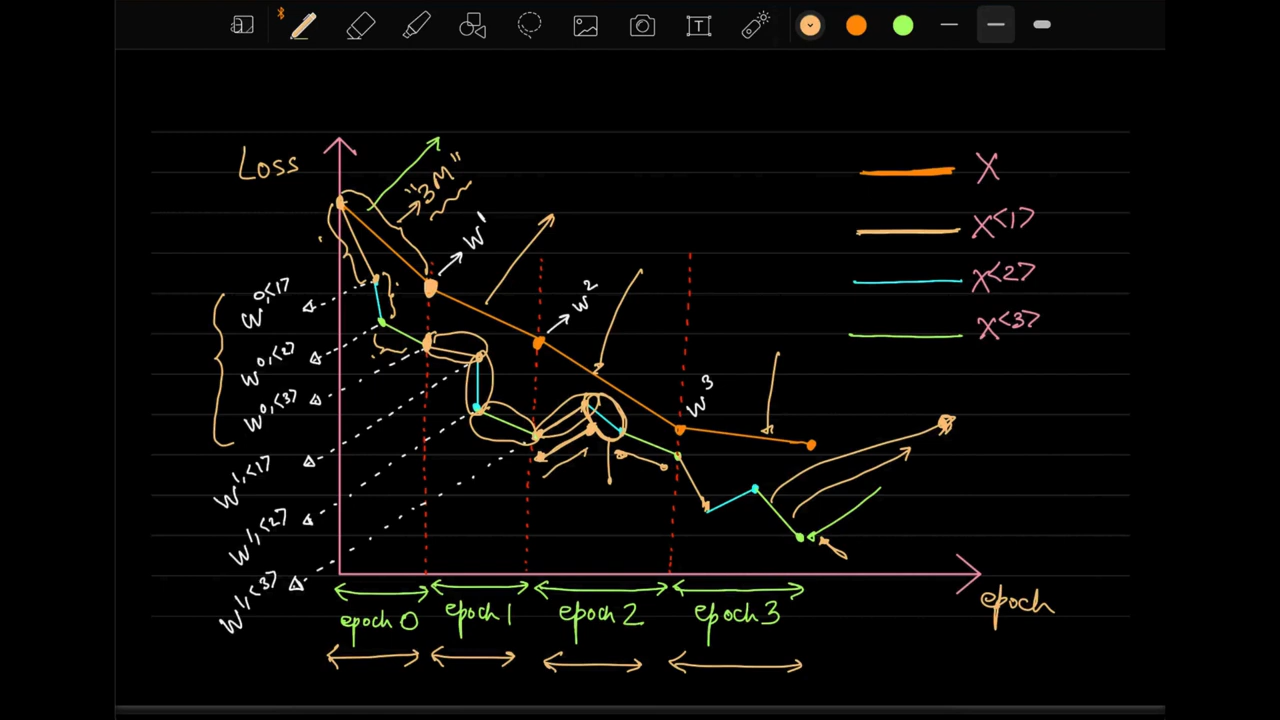 T
Loss
"3M"
X
W¹
X<1>
X<2>
W²
W⁰,<1>
X<3>
W⁰,<2>
W³
W⁰,<3>
W¹,<1>
W¹,<2>
W¹,<3>
epoch 0
epoch 1
epoch 2
epoch 3
epoch